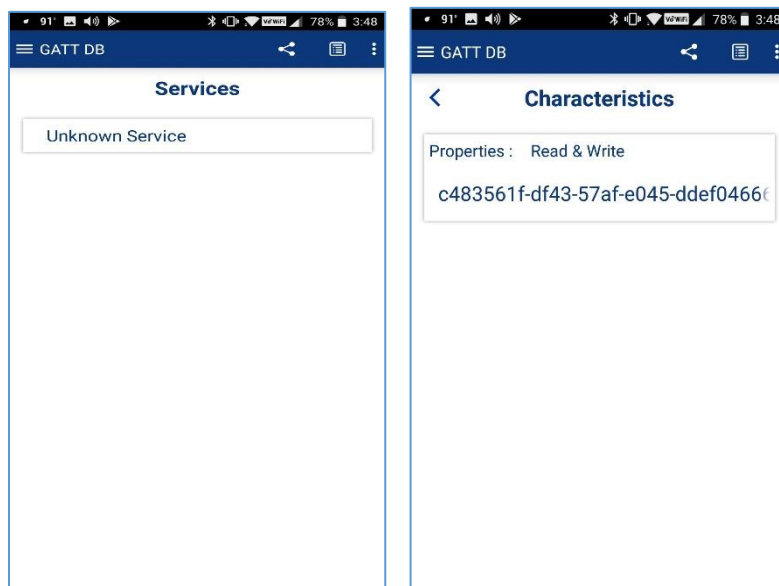 91° 78% 3:48
GATT DB
Services
Unknown Service
91° 78% 3:48
GATT DB
Characteristics
Properties : Read & Write
c483561f-df43-57af-e045-ddef0466